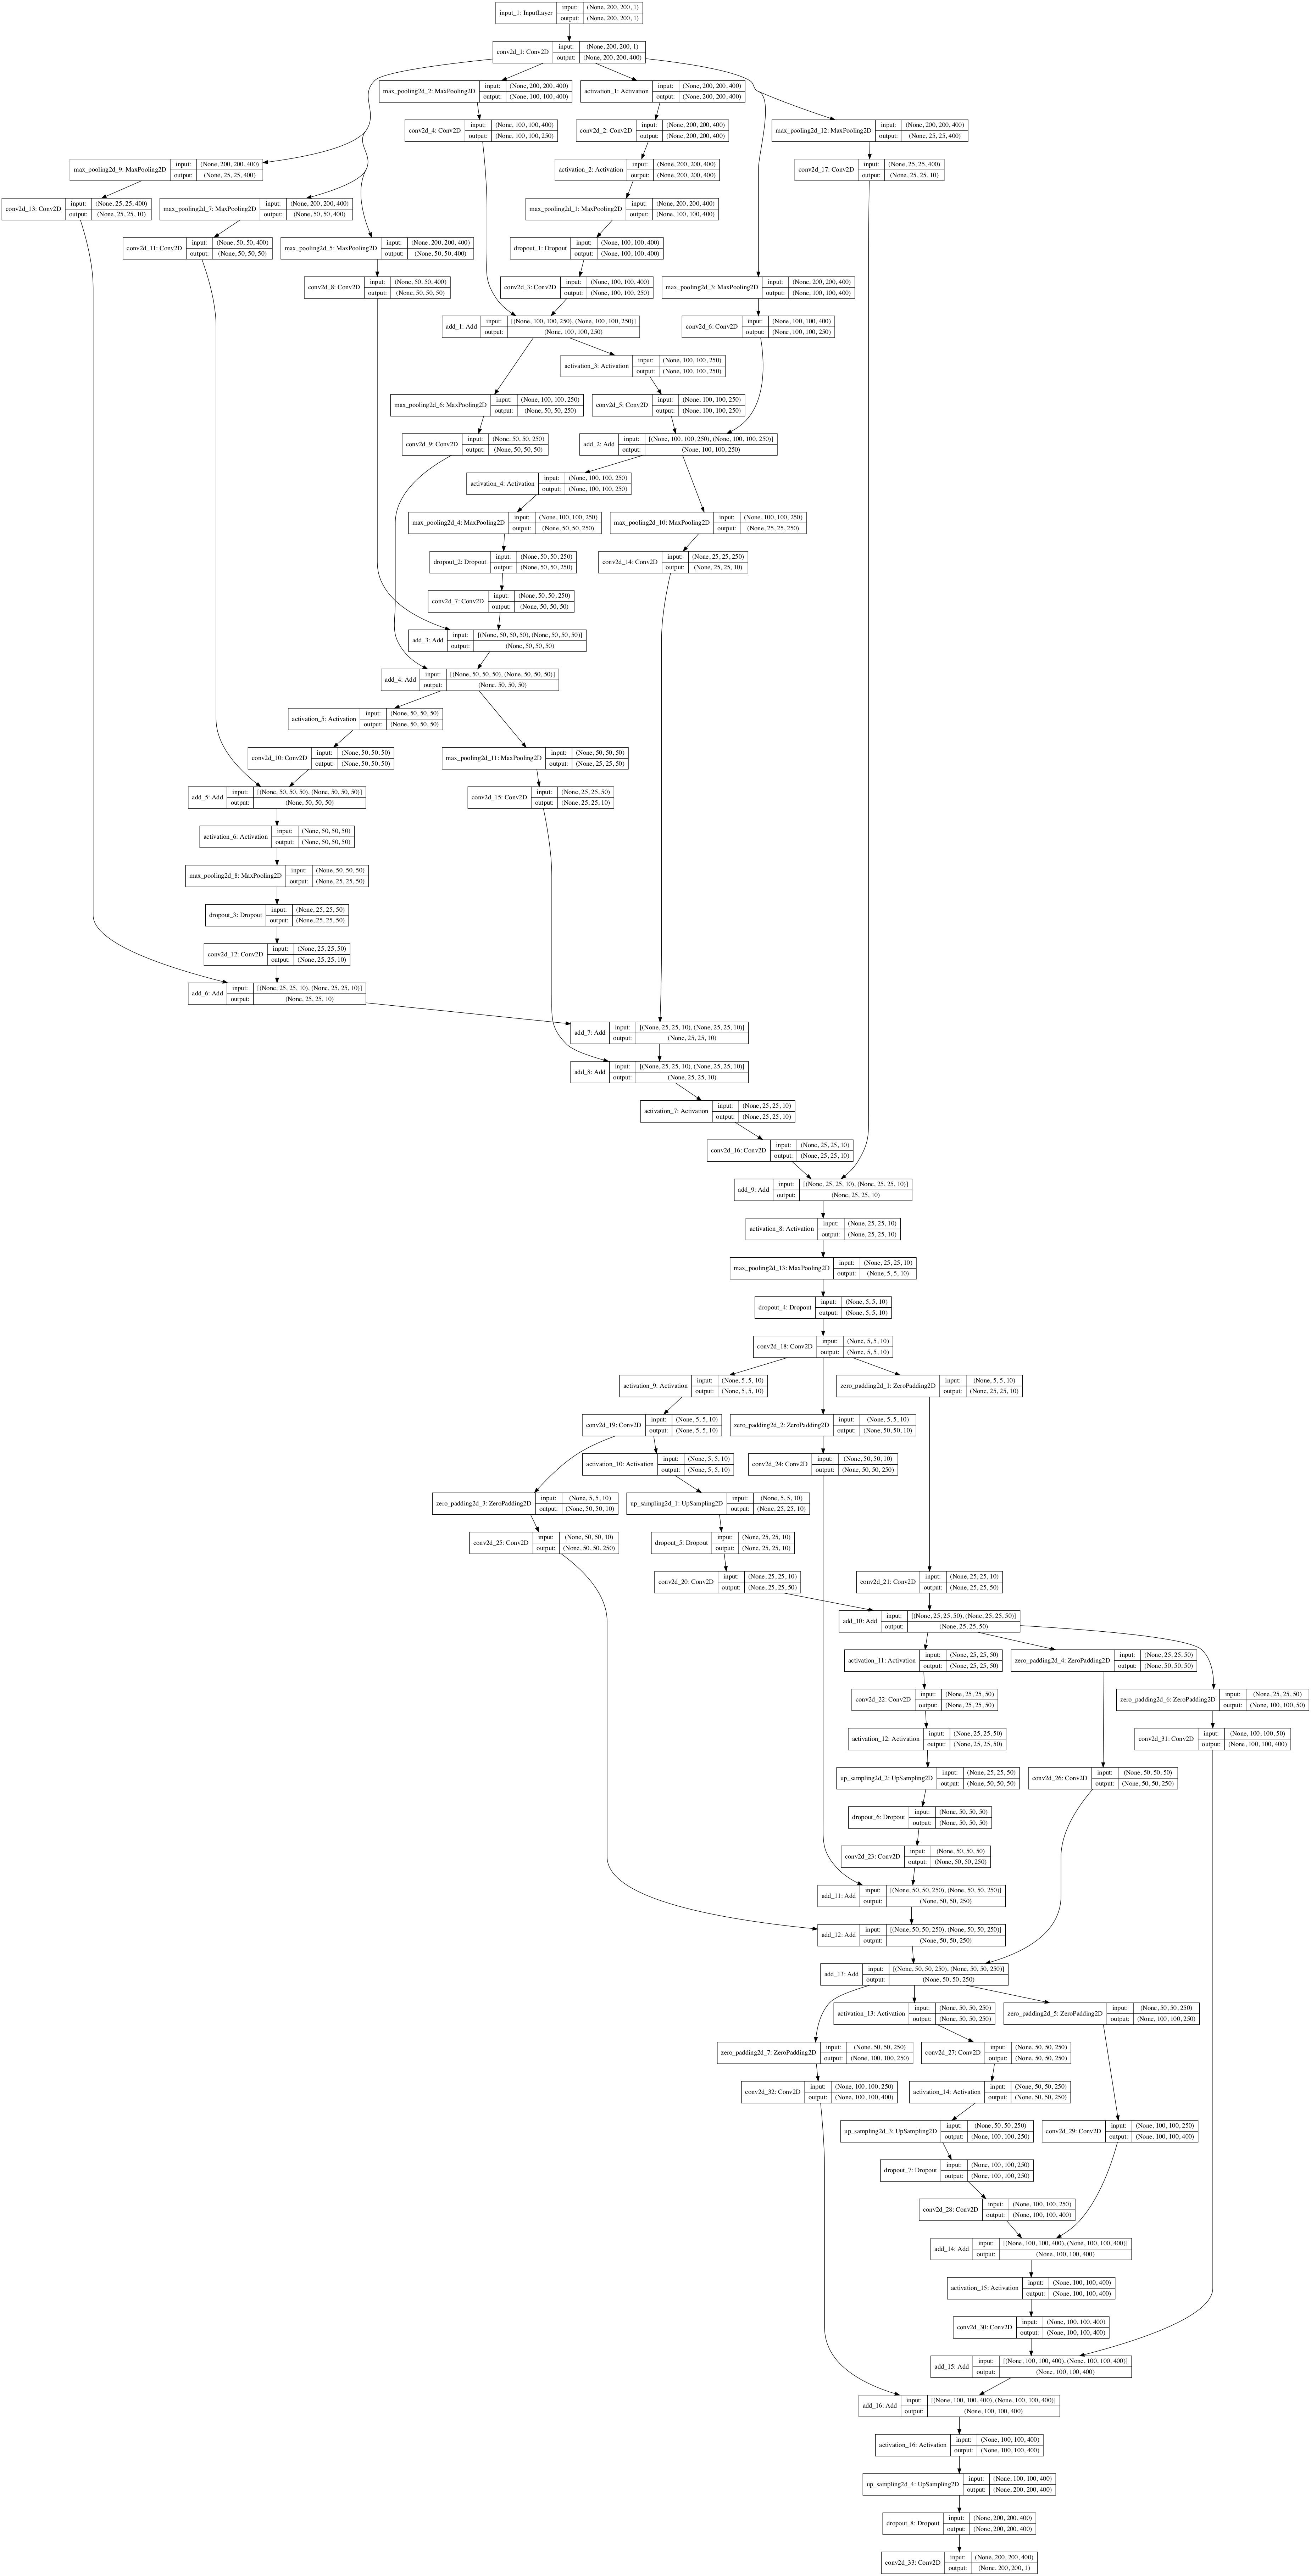 input_1: InputLayer
input: (None, 200, 200, 1)
output: (None, 200, 200, 1)
conv2d_1: Conv2D
input: (None, 200, 200, 1)
output: (None, 200, 200, 400)
max_pooling2d_2: MaxPooling2D
input: (None, 200, 200, 400)
output: (None, 100, 100, 400)
activation_1: Activation
input: (None, 200, 200, 400)
output: (None, 200, 200, 400)
conv2d_4: Conv2D
input: (None, 100, 100, 400)
output: (None, 100, 100, 250)
conv2d_2: Conv2D
input: (None, 200, 200, 400)
output: (None, 200, 200, 400)
max_pooling2d_12: MaxPooling2D
input: (None, 200, 200, 400)
output: (None, 25, 25, 400)
max_pooling2d_9: MaxPooling2D
input: (None, 200, 200, 400)
output: (None, 25, 25, 400)
activation_2: Activation
input: (None, 200, 200, 400)
output: (None, 200, 200, 400)
conv2d_17: Conv2D
input: (None, 25, 25, 400)
output: (None, 25, 25, 10)
conv2d_13: Conv2D
input: (None, 25, 25, 400)
output: (None, 25, 25, 10)
max_pooling2d_7: MaxPooling2D
input: (None, 200, 200, 400)
output: (None, 50, 50, 400)
max_pooling2d_1: MaxPooling2D
input: (None, 200, 200, 400)
output: (None, 100, 100, 400)
conv2d_11: Conv2D
input: (None, 50, 50, 400)
output: (None, 50, 50, 50)
max_pooling2d_5: MaxPooling2D
input: (None, 200, 200, 400)
output: (None, 50, 50, 400)
dropout_1: Dropout
input: (None, 100, 100, 400)
output: (None, 100, 100, 400)
conv2d_8: Conv2D
input: (None, 50, 50, 400)
output: (None, 50, 50, 50)
conv2d_3: Conv2D
input: (None, 100, 100, 400)
output: (None, 100, 100, 250)
max_pooling2d_3: MaxPooling2D
input: (None, 200, 200, 400)
output: (None, 100, 100, 400)
add_1: Add
input: [(None, 100, 100, 250), (None, 100, 100, 250)]
output: (None, 100, 100, 250)
conv2d_6: Conv2D
input: (None, 100, 100, 400)
output: (None, 100, 100, 250)
activation_3: Activation
input: (None, 100, 100, 250)
output: (None, 100, 100, 250)
max_pooling2d_6: MaxPooling2D
input: (None, 100, 100, 250)
output: (None, 50, 50, 250)
conv2d_5: Conv2D
input: (None, 100, 100, 250)
output: (None, 100, 100, 250)
conv2d_9: Conv2D
input: (None, 50, 50, 250)
output: (None, 50, 50, 50)
add_2: Add
input: [(None, 100, 100, 250), (None, 100, 100, 250)]
output: (None, 100, 100, 250)
activation_4: Activation
input: (None, 100, 100, 250)
output: (None, 100, 100, 250)
max_pooling2d_4: MaxPooling2D
input: (None, 100, 100, 250)
output: (None, 50, 50, 250)
max_pooling2d_10: MaxPooling2D
input: (None, 100, 100, 250)
output: (None, 25, 25, 250)
dropout_2: Dropout
input: (None, 50, 50, 250)
output: (None, 50, 50, 250)
conv2d_14: Conv2D
input: (None, 25, 25, 250)
output: (None, 25, 25, 10)
conv2d_7: Conv2D
input: (None, 50, 50, 250)
output: (None, 50, 50, 50)
add_3: Add
input: [(None, 50, 50, 50), (None, 50, 50, 50)]
output: (None, 50, 50, 50)
add_4: Add
input: [(None, 50, 50, 50), (None, 50, 50, 50)]
output: (None, 50, 50, 50)
activation_5: Activation
input: (None, 50, 50, 50)
output: (None, 50, 50, 50)
conv2d_10: Conv2D
input: (None, 50, 50, 50)
output: (None, 50, 50, 50)
max_pooling2d_11: MaxPooling2D
input: (None, 50, 50, 50)
output: (None, 25, 25, 50)
add_5: Add
input: [(None, 50, 50, 50), (None, 50, 50, 50)]
output: (None, 50, 50, 50)
conv2d_15: Conv2D
input: (None, 25, 25, 50)
output: (None, 25, 25, 10)
activation_6: Activation
input: (None, 50, 50, 50)
output: (None, 50, 50, 50)
max_pooling2d_8: MaxPooling2D
input: (None, 50, 50, 50)
output: (None, 25, 25, 50)
dropout_3: Dropout
input: (None, 25, 25, 50)
output: (None, 25, 25, 50)
conv2d_12: Conv2D
input: (None, 25, 25, 50)
output: (None, 25, 25, 10)
add_6: Add
input: [(None, 25, 25, 10), (None, 25, 25, 10)]
output: (None, 25, 25, 10)
add_7: Add
input: [(None, 25, 25, 10), (None, 25, 25, 10)]
output: (None, 25, 25, 10)
add_8: Add
input: [(None, 25, 25, 10), (None, 25, 25, 10)]
output: (None, 25, 25, 10)
activation_7: Activation
input: (None, 25, 25, 10)
output: (None, 25, 25, 10)
conv2d_16: Conv2D
input: (None, 25, 25, 10)
output: (None, 25, 25, 10)
add_9: Add
input: [(None, 25, 25, 10), (None, 25, 25, 10)]
output: (None, 25, 25, 10)
activation_8: Activation
input: (None, 25, 25, 10)
output: (None, 25, 25, 10)
max_pooling2d_13: MaxPooling2D
input: (None, 25, 25, 10)
output: (None, 5, 5, 10)
dropout_4: Dropout
input: (None, 5, 5, 10)
output: (None, 5, 5, 10)
conv2d_18: Conv2D
input: (None, 5, 5, 10)
output: (None, 5, 5, 10)
activation_9: Activation
input: (None, 5, 5, 10)
output: (None, 5, 5, 10)
zero_padding2d_1: ZeroPadding2D
input: (None, 5, 5, 10)
output: (None, 25, 25, 10)
conv2d_19: Conv2D
input: (None, 5, 5, 10)
output: (None, 5, 5, 10)
zero_padding2d_2: ZeroPadding2D
input: (None, 5, 5, 10)
output: (None, 50, 50, 10)
activation_10: Activation
input: (None, 5, 5, 10)
output: (None, 5, 5, 10)
conv2d_24: Conv2D
input: (None, 50, 50, 10)
output: (None, 50, 50, 250)
zero_padding2d_3: ZeroPadding2D
input: (None, 5, 5, 10)
output: (None, 50, 50, 10)
up_sampling2d_1: UpSampling2D
input: (None, 5, 5, 10)
output: (None, 25, 25, 10)
conv2d_25: Conv2D
input: (None, 50, 50, 10)
output: (None, 50, 50, 250)
dropout_5: Dropout
input: (None, 25, 25, 10)
output: (None, 25, 25, 10)
conv2d_20: Conv2D
input: (None, 25, 25, 10)
output: (None, 25, 25, 50)
conv2d_21: Conv2D
input: (None, 25, 25, 10)
output: (None, 25, 25, 50)
add_10: Add
input: [(None, 25, 25, 50), (None, 25, 25, 50)]
output: (None, 25, 25, 50)
activation_11: Activation
input: (None, 25, 25, 50)
output: (None, 25, 25, 50)
zero_padding2d_4: ZeroPadding2D
input: (None, 25, 25, 50)
output: (None, 50, 50, 50)
conv2d_22: Conv2D
input: (None, 25, 25, 50)
output: (None, 25, 25, 50)
zero_padding2d_6: ZeroPadding2D
input: (None, 25, 25, 50)
output: (None, 100, 100, 50)
activation_12: Activation
input: (None, 25, 25, 50)
output: (None, 25, 25, 50)
conv2d_31: Conv2D
input: (None, 100, 100, 50)
output: (None, 100, 100, 400)
up_sampling2d_2: UpSampling2D
input: (None, 25, 25, 50)
output: (None, 50, 50, 50)
conv2d_26: Conv2D
input: (None, 50, 50, 50)
output: (None, 50, 50, 250)
dropout_6: Dropout
input: (None, 50, 50, 50)
output: (None, 50, 50, 50)
conv2d_23: Conv2D
input: (None, 50, 50, 50)
output: (None, 50, 50, 250)
add_11: Add
input: [(None, 50, 50, 250), (None, 50, 50, 250)]
output: (None, 50, 50, 250)
add_12: Add
input: [(None, 50, 50, 250), (None, 50, 50, 250)]
output: (None, 50, 50, 250)
add_13: Add
input: [(None, 50, 50, 250), (None, 50, 50, 250)]
output: (None, 50, 50, 250)
activation_13: Activation
input: (None, 50, 50, 250)
output: (None, 50, 50, 250)
zero_padding2d_5: ZeroPadding2D
input: (None, 50, 50, 250)
output: (None, 100, 100, 250)
zero_padding2d_7: ZeroPadding2D
input: (None, 50, 50, 250)
output: (None, 100, 100, 250)
conv2d_27: Conv2D
input: (None, 50, 50, 250)
output: (None, 50, 50, 250)
conv2d_32: Conv2D
input: (None, 100, 100, 250)
output: (None, 100, 100, 400)
activation_14: Activation
input: (None, 50, 50, 250)
output: (None, 50, 50, 250)
up_sampling2d_3: UpSampling2D
input: (None, 50, 50, 250)
output: (None, 100, 100, 250)
conv2d_29: Conv2D
input: (None, 100, 100, 250)
output: (None, 100, 100, 400)
dropout_7: Dropout
input: (None, 100, 100, 250)
output: (None, 100, 100, 250)
conv2d_28: Conv2D
input: (None, 100, 100, 250)
output: (None, 100, 100, 400)
add_14: Add
input: [(None, 100, 100, 400), (None, 100, 100, 400)]
output: (None, 100, 100, 400)
activation_15: Activation
input: (None, 100, 100, 400)
output: (None, 100, 100, 400)
conv2d_30: Conv2D
input: (None, 100, 100, 400)
output: (None, 100, 100, 400)
add_15: Add
input: [(None, 100, 100, 400), (None, 100, 100, 400)]
output: (None, 100, 100, 400)
add_16: Add
input: [(None, 100, 100, 400), (None, 100, 100, 400)]
output: (None, 100, 100, 400)
activation_16: Activation
input: (None, 100, 100, 400)
output: (None, 100, 100, 400)
up_sampling2d_4: UpSampling2D
input: (None, 100, 100, 400)
output: (None, 200, 200, 400)
dropout_8: Dropout
input: (None, 200, 200, 400)
output: (None, 200, 200, 400)
conv2d_33: Conv2D
input: (None, 200, 200, 400)
output: (None, 200, 200, 1)